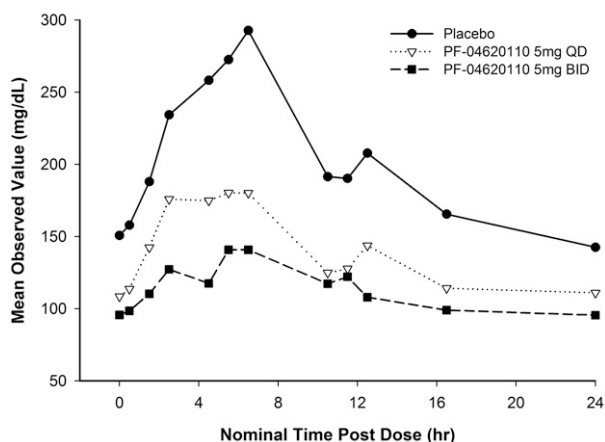 300
250
200
150
100
50
Mean Observed Value (mg/dL)
Placebo
PF-04620110 5mg QD
PF-04620110 5mg BID
0 4 8 12 16 20 24
Nominal Time Post Dose (hr)